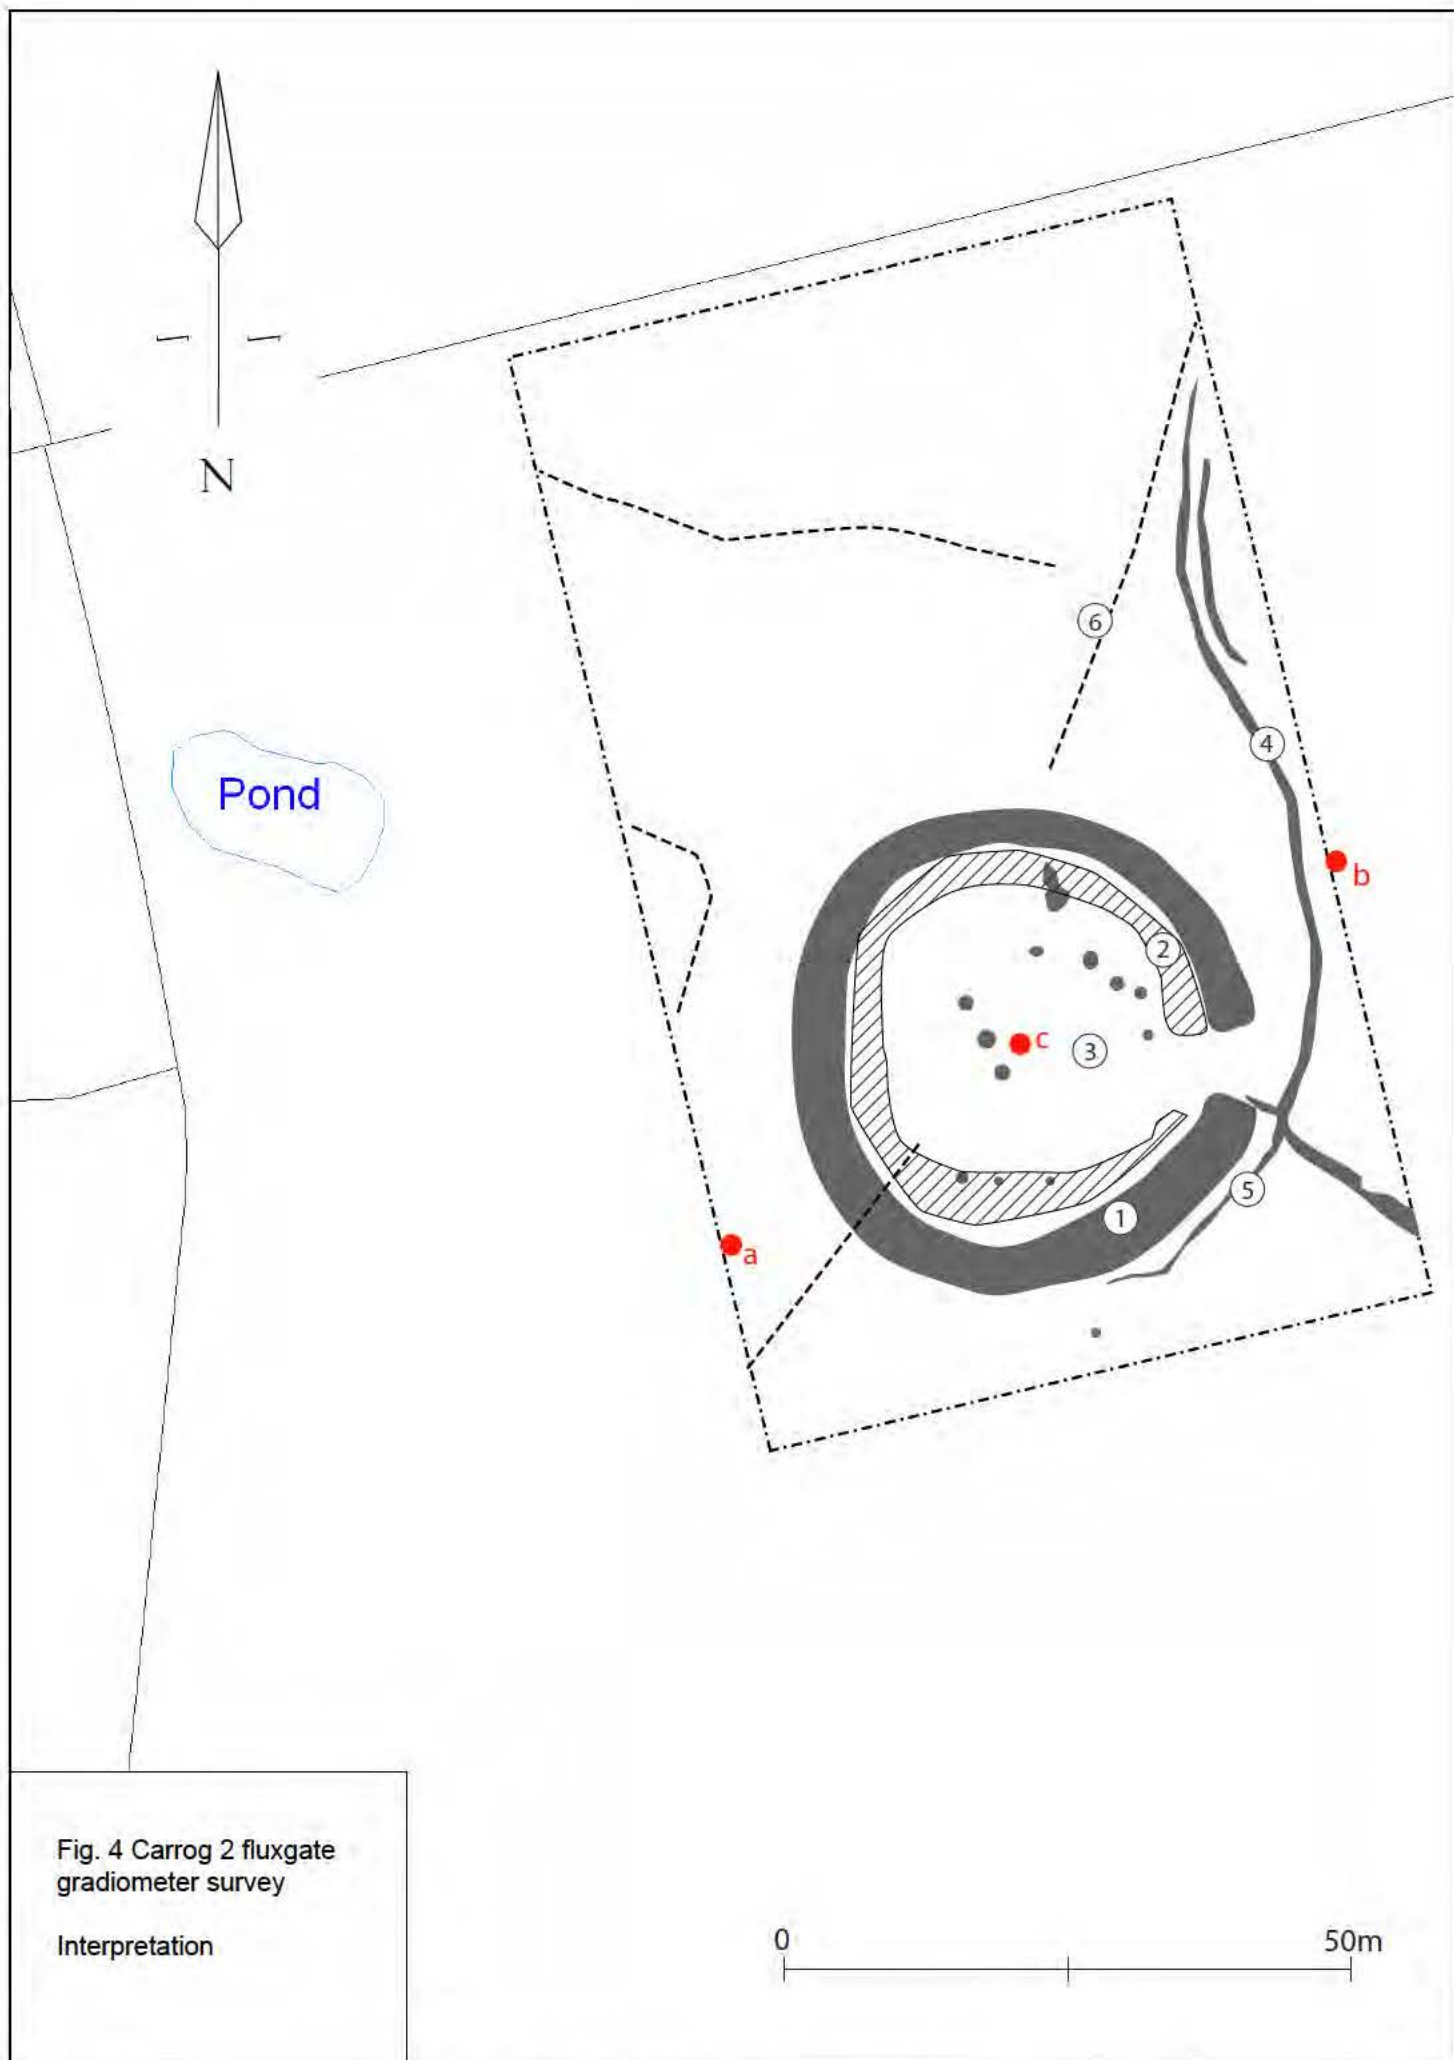 N
6
4
Pond
b
2
c
3
5
1
a
Fig. 4 Carrog 2 fluxgate
gradiometer survey
Interpretation
0
50m